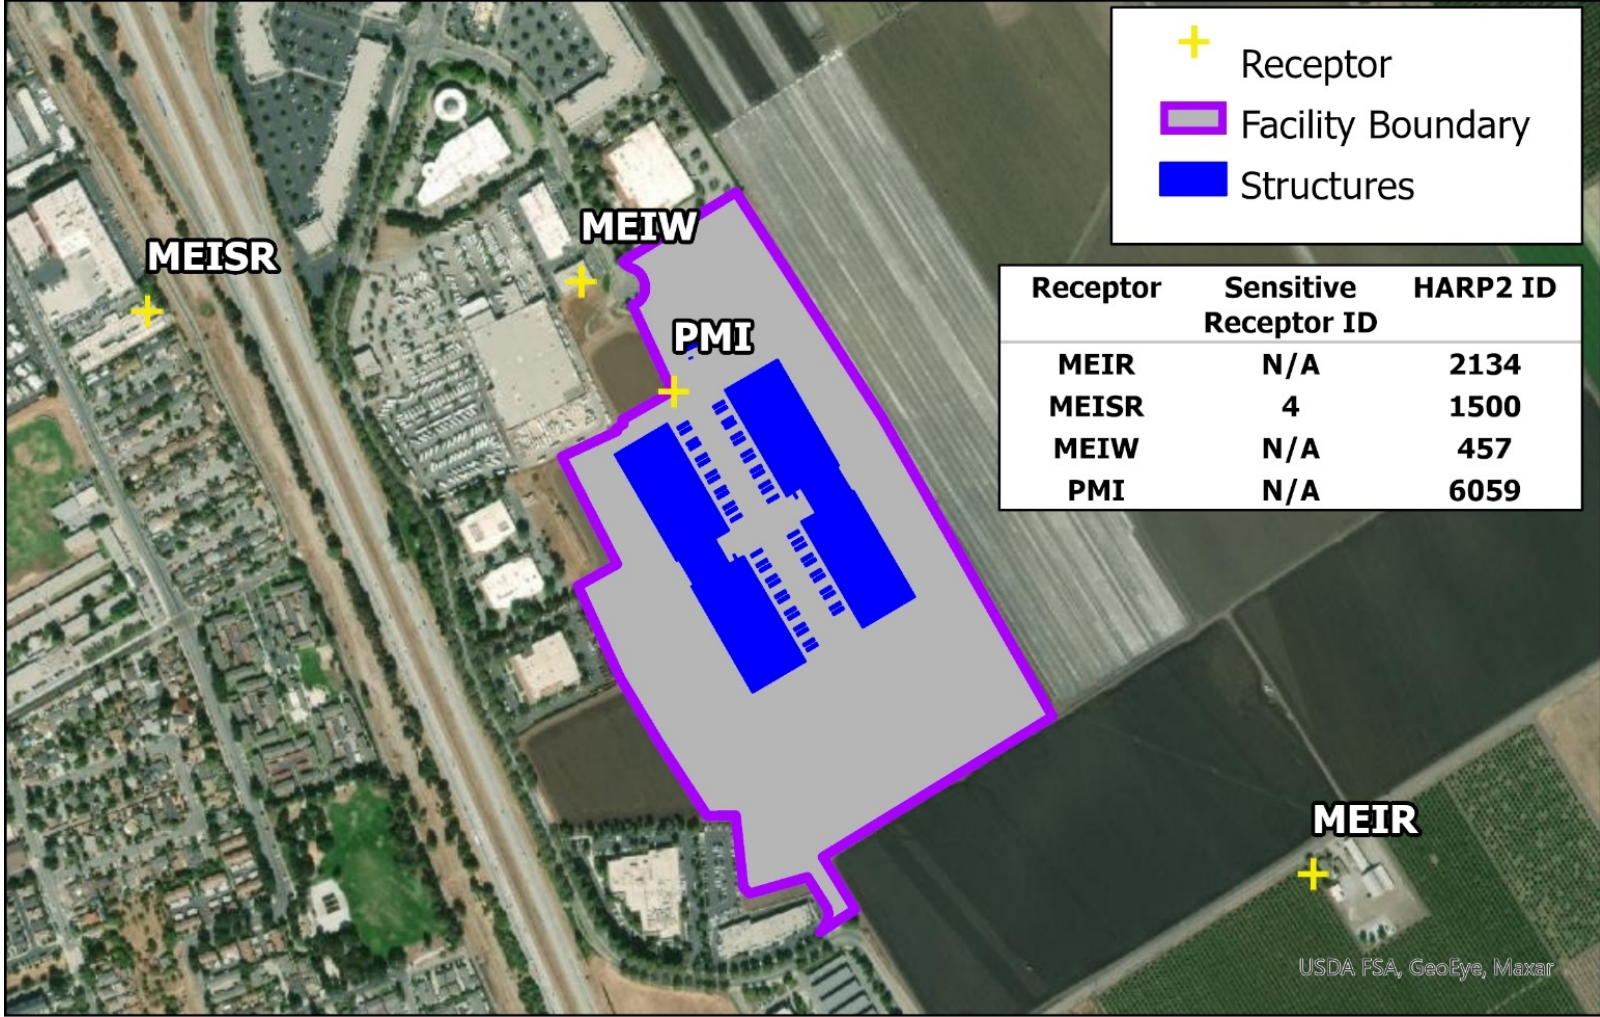 Receptor
Facility Boundary
Structures
MEIW
MEISR
PMI
Receptor Sensitive Receptor ID HARP2 ID
MEIR N/A 2134
MEISR 4 1500
MEIW N/A 457
PMI N/A 6059
MEIR
USDA FSA, GeoEye, Maxar